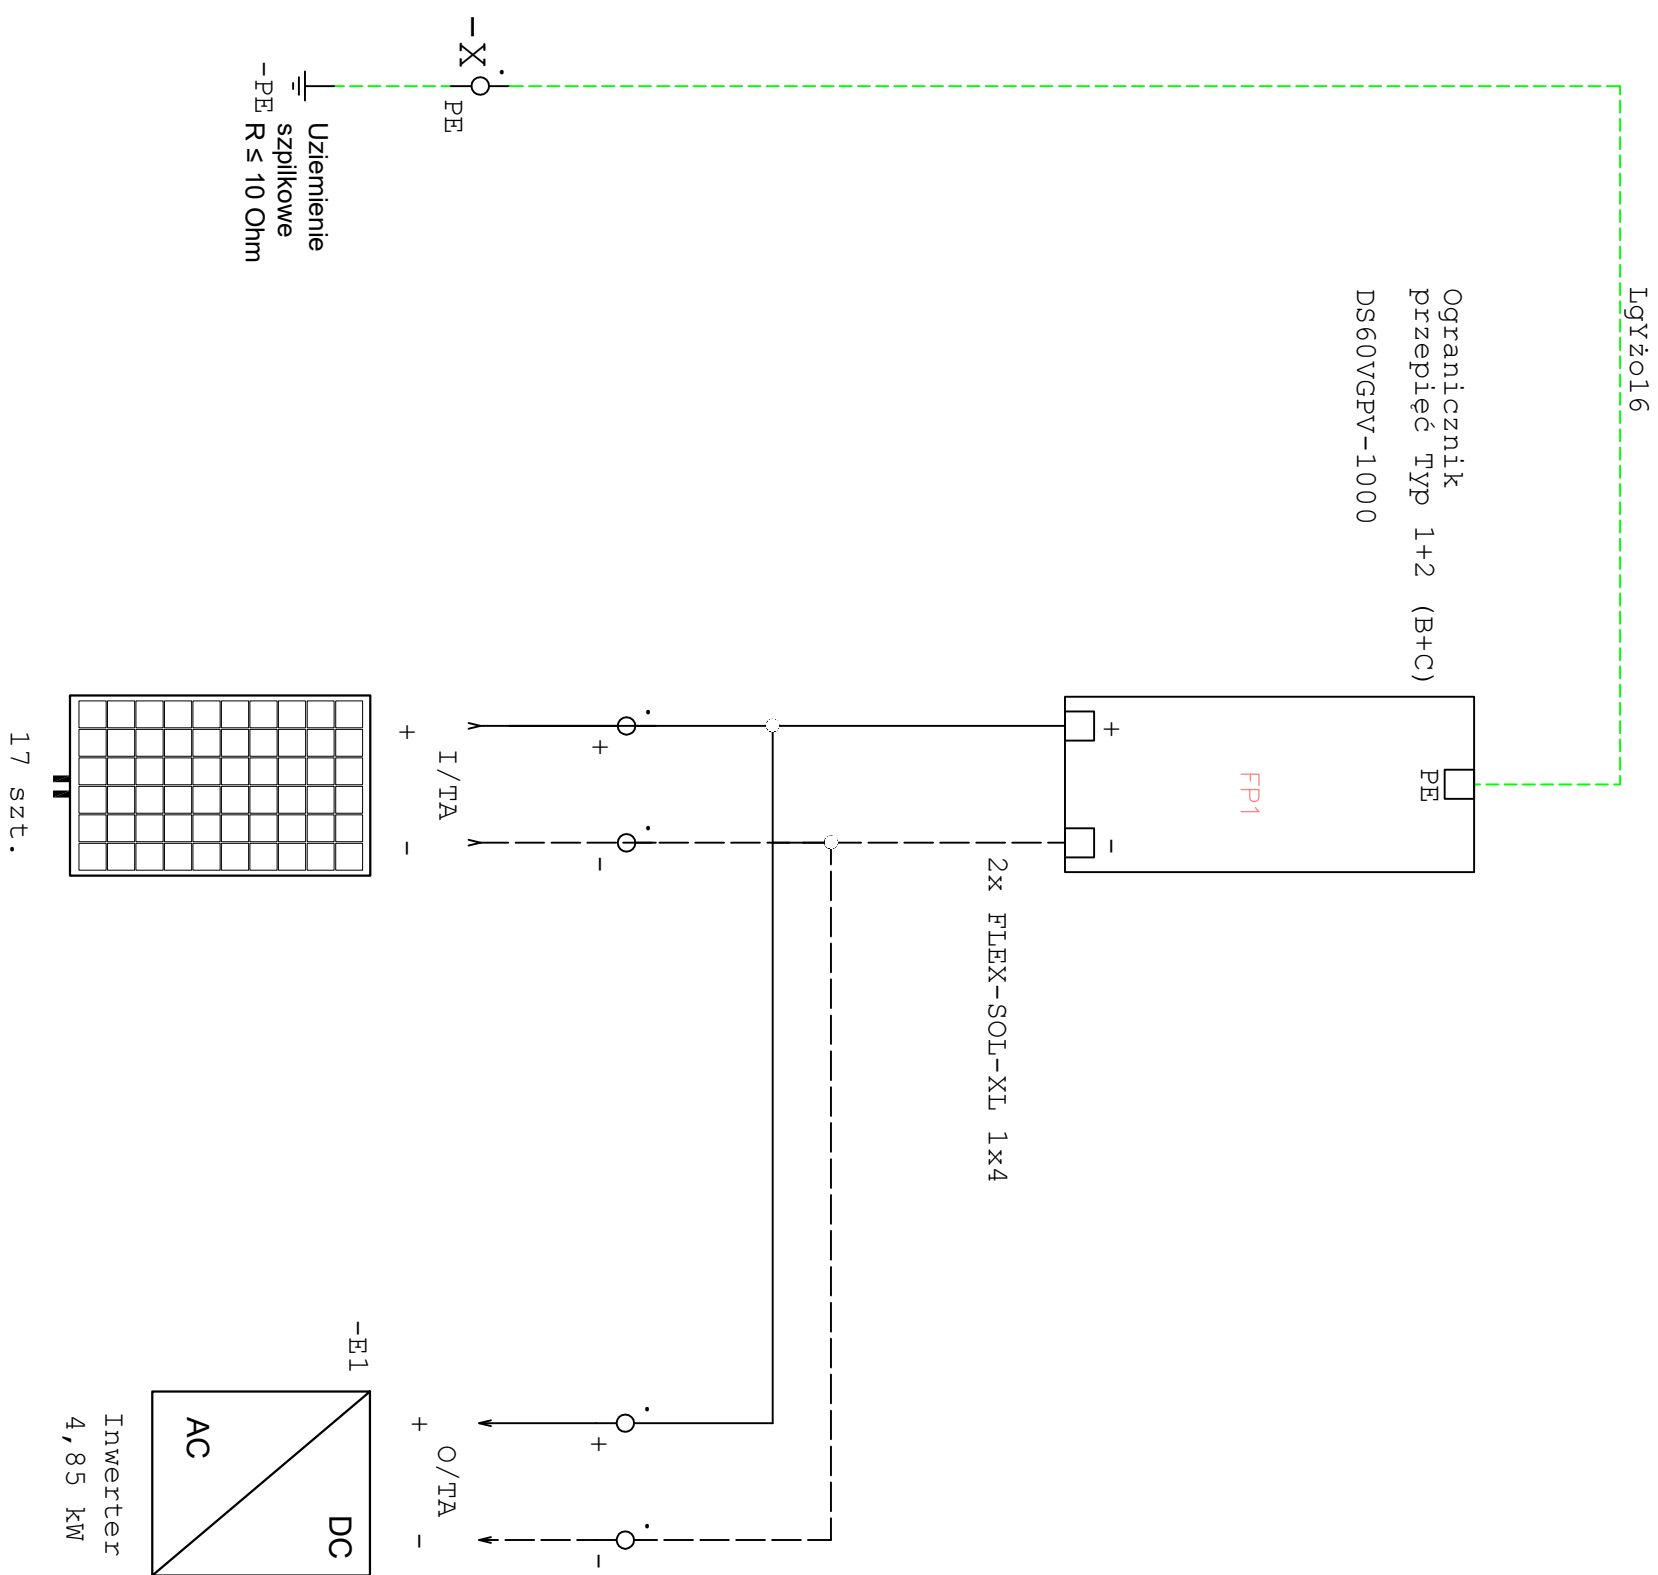 LgYżo16
Ogranicznik
przepięć Typ 1+2 (B+C)
DS60VGPV-1000
PE
FP1
+
-
2x FLEX-SOL-XL 1x4
-X
PE
-PE
Uziemienie
szpilkowe
R ≤ 10 Ohm
+
-
I/TA
+
-
17 szt.
+
-
O/TA
+
-
-E1
AC
DC
Inwerter
4,85 kW